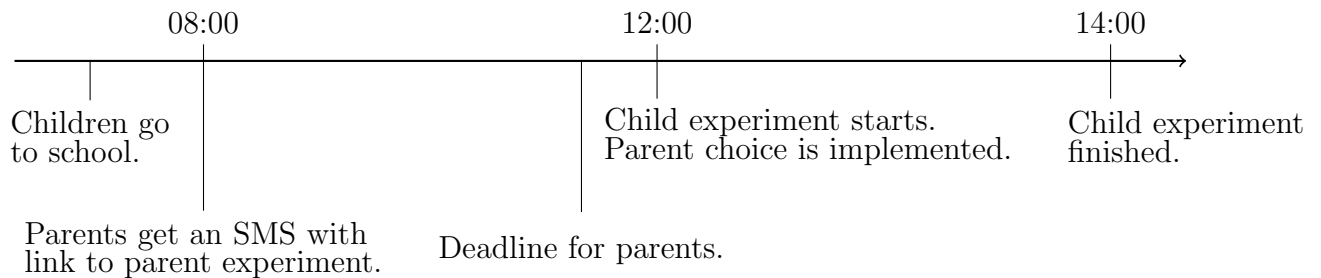 08:00
12:00
14:00
Children go
to school.
Child experiment starts.
Parent choice is implemented.
Child experiment
finished.
Parents get an SMS with
link to parent experiment.
Deadline for parents.